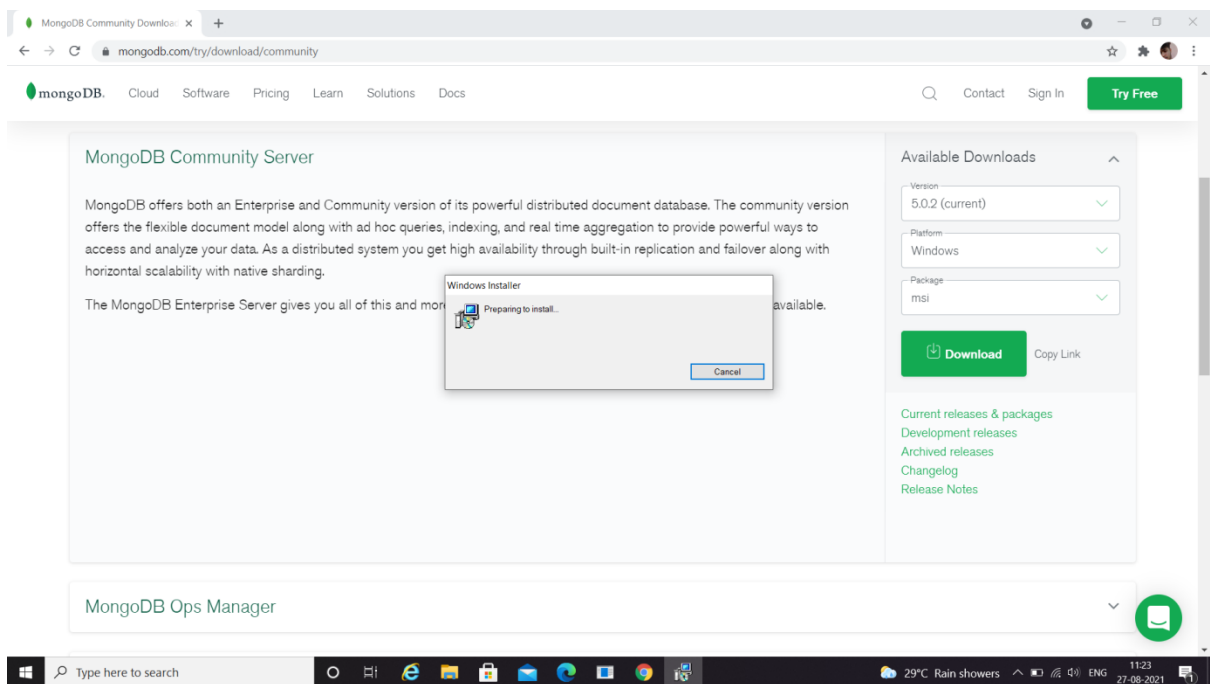 MongoDB Community Downloac
mongodb.com/try/download/community
mongoDB. Cloud Software Pricing Learn Solutions Docs Contact Sign In Try Free
MongoDB Community Server
MongoDB offers both an Enterprise and Community version of its powerful distributed document database. The community version
offers the flexible document model along with ad hoc queries, indexing, and real time aggregation to provide powerful ways to
access and analyze your data. As a distributed system you get high availability through built-in replication and failover along with
horizontal scalability with native sharding.
The MongoDB Enterprise Server gives you all of this and more available.
Windows Installer
Preparing to install...
Cancel
Available Downloads
Version
5.0.2 (current)
Platform
Windows
Package
msi
Download Copy Link
Current releases & packages
Development releases
Archived releases
Changelog
Release Notes
MongoDB Ops Manager
Type here to search
29°C Rain showers ENG
11:23
27-08-2021
1